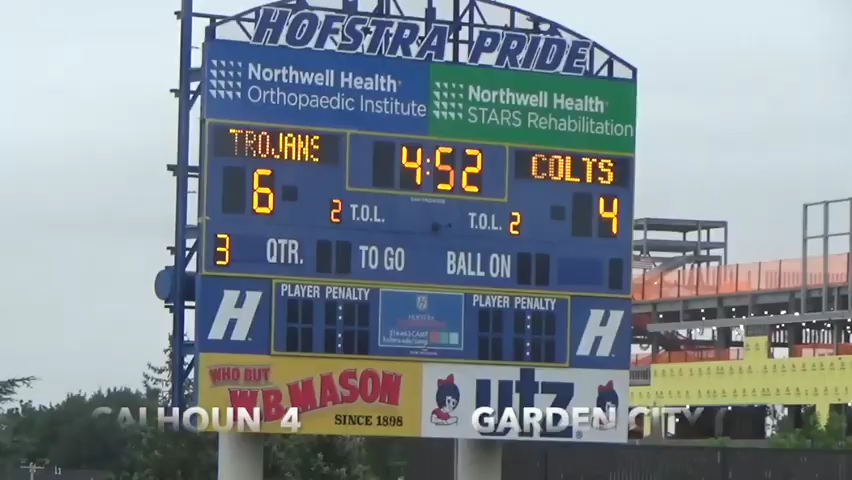 HOFSTRA PRIDE
Northwell Health
Orthopaedic Institute
Northwell Health
STARS Rehabilitation
TROJANS 4:52 COLTS
6 2 T.O.L. T.O.L. 2 4
3 QTR. TO GO BALL ON
H PLAYER PENALTY PLAYER PENALTY H
WHO BUT
W.B. MASON
SINCE 1898
Utz
CALHOUN 4 GARDEN CITY